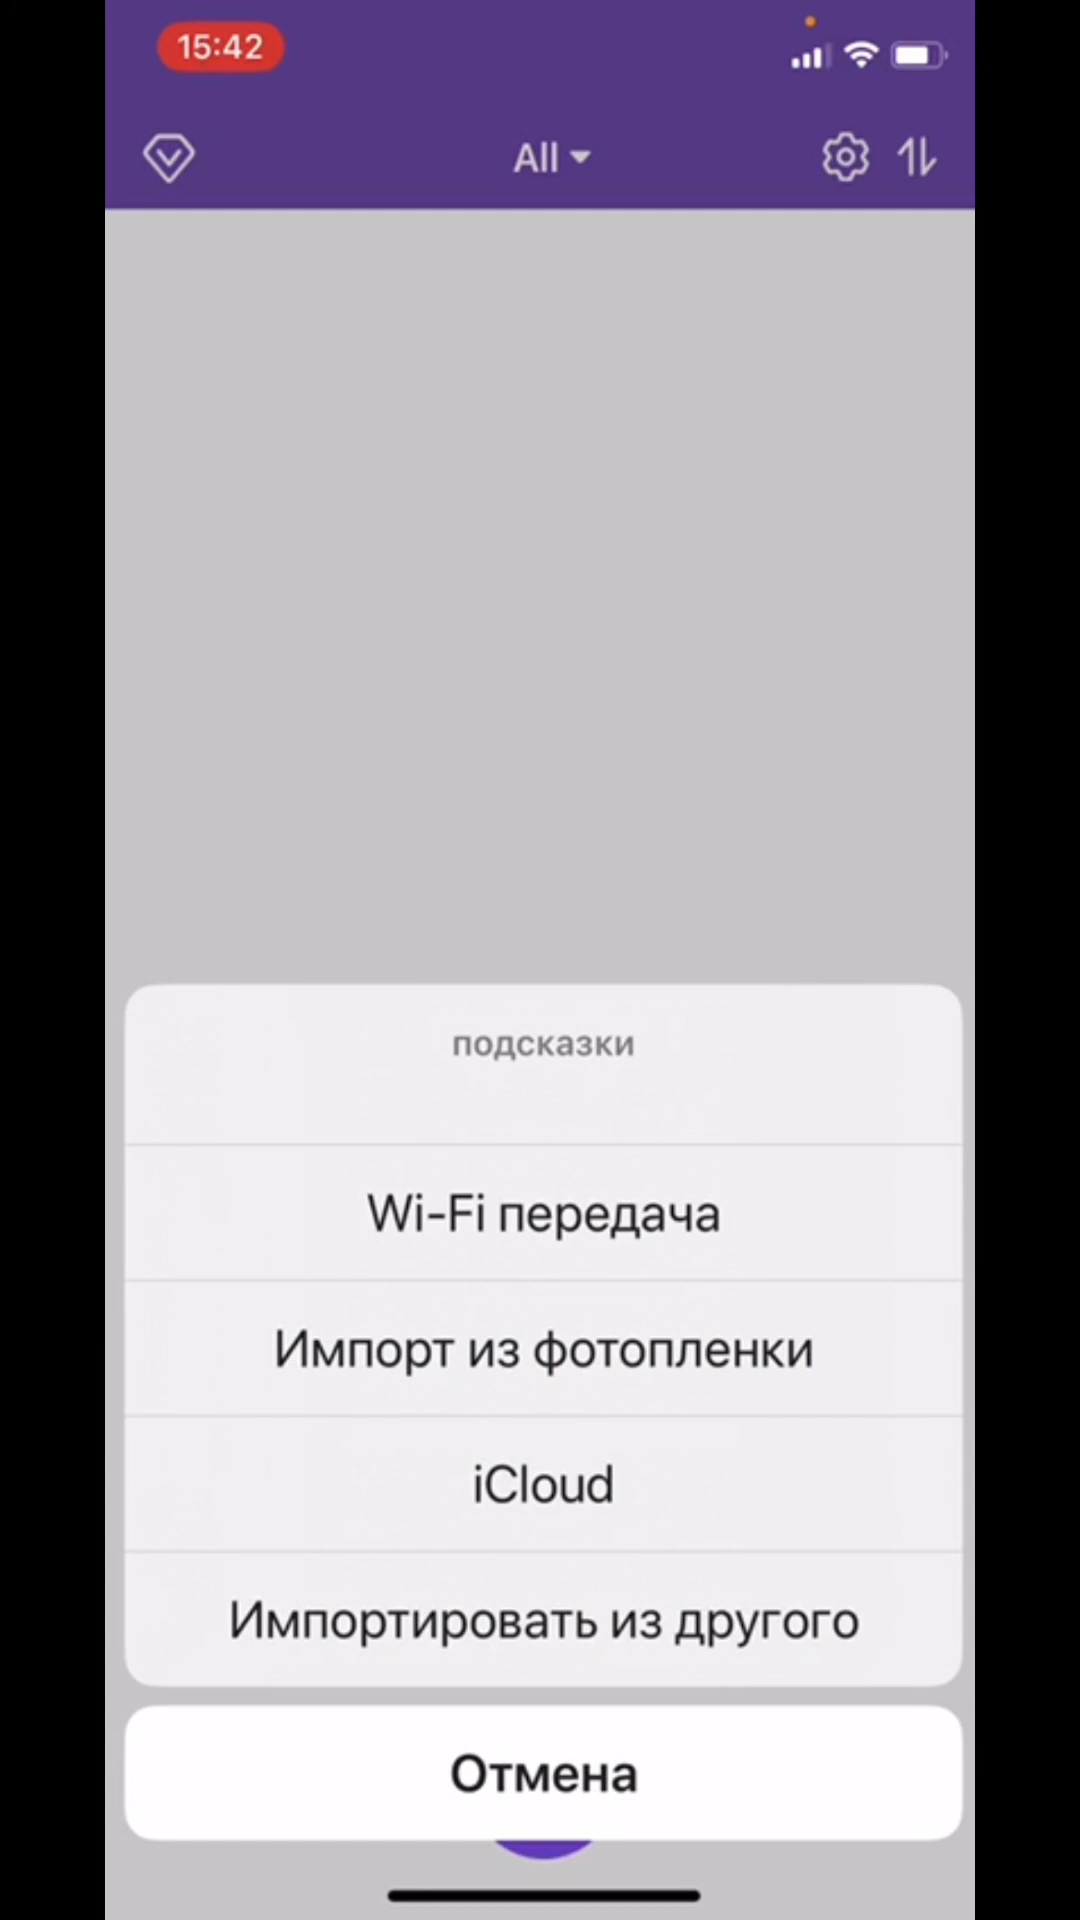 15:42
All
подсказки
Wi-Fi передача
Импорт из фотопленки
iCloud
Импортировать из другого
Отмена